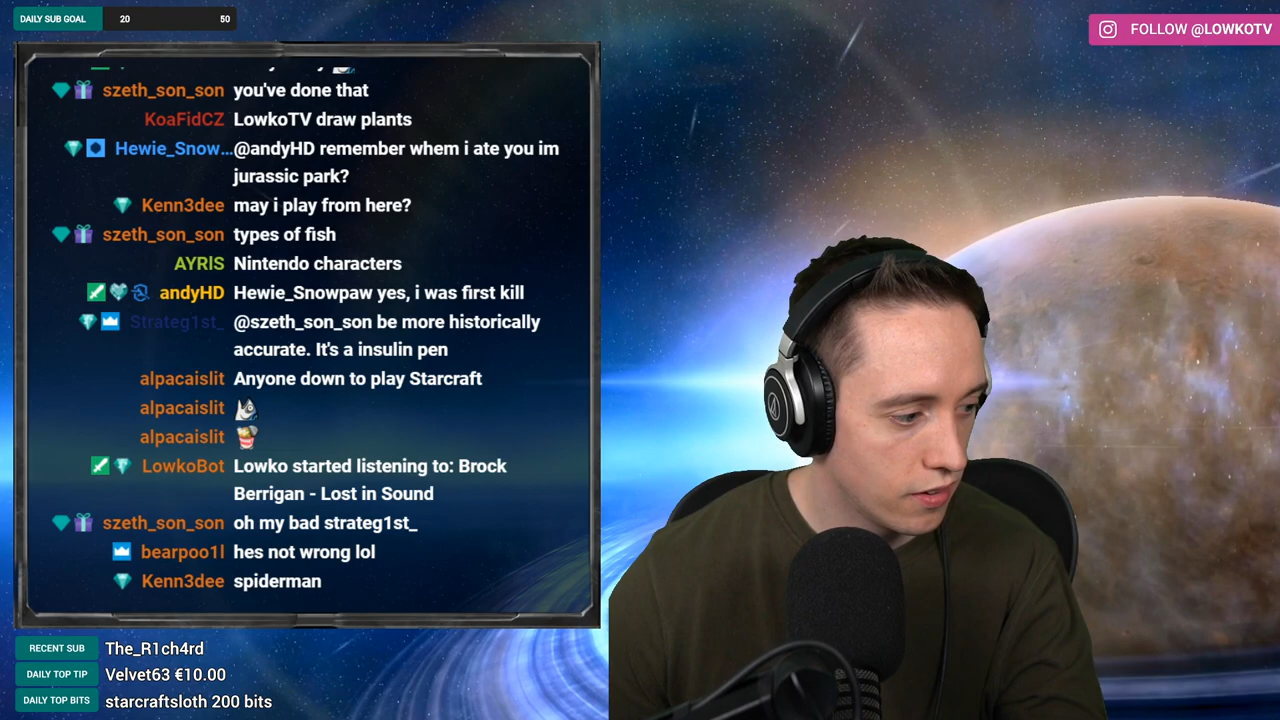 DAILY SUB GOAL 20 50
FOLLOW @LOWKOTV
szeth_son_son you've done that
KoaFidCZ LowkoTV draw plants
Hewie_Snow... @andyHD remember whem i ate you im
jurassic park?
Kenn3dee may i play from here?
szeth_son_son types of fish
AYRIS Nintendo characters
andyHD Hewie_Snowpaw yes, i was first kill
Strateg1st_ @szeth_son_son be more historically
accurate. It's a insulin pen
alpacaislit Anyone down to play Starcraft
alpacaislit
alpacaislit
LowkoBot Lowko started listening to: Brock
Berrigan - Lost in Sound
szeth_son_son oh my bad strateg1st_
bearpoo1l hes not wrong lol
Kenn3dee spiderman
RECENT SUB The_R1ch4rd
DAILY TOP TIP Velvet63 €10.00
DAILY TOP BITS starcraftsloth 200 bits